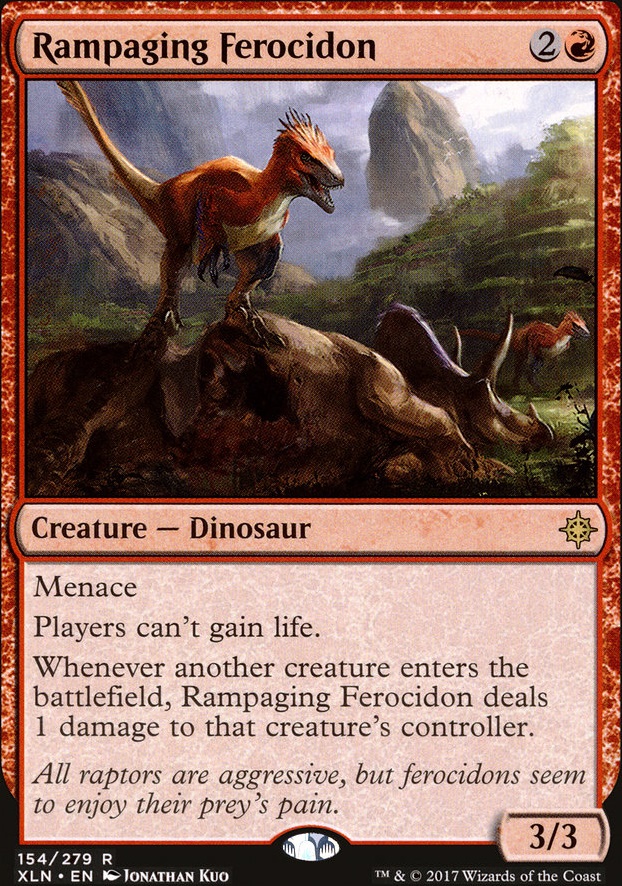 Rampaging Ferocidon 2
Creature — Dinosaur
Menace
Players can't gain life.
Whenever another creature enters the
battlefield, Rampaging Ferocidon deals
1 damage to that creature's controller.
All raptors are aggressive, but ferocidons seem
to enjoy their prey's pain.
3/3
154/279 R
XLN • EN Jonathan Kuo ™ & © 2017 Wizards of the Coast